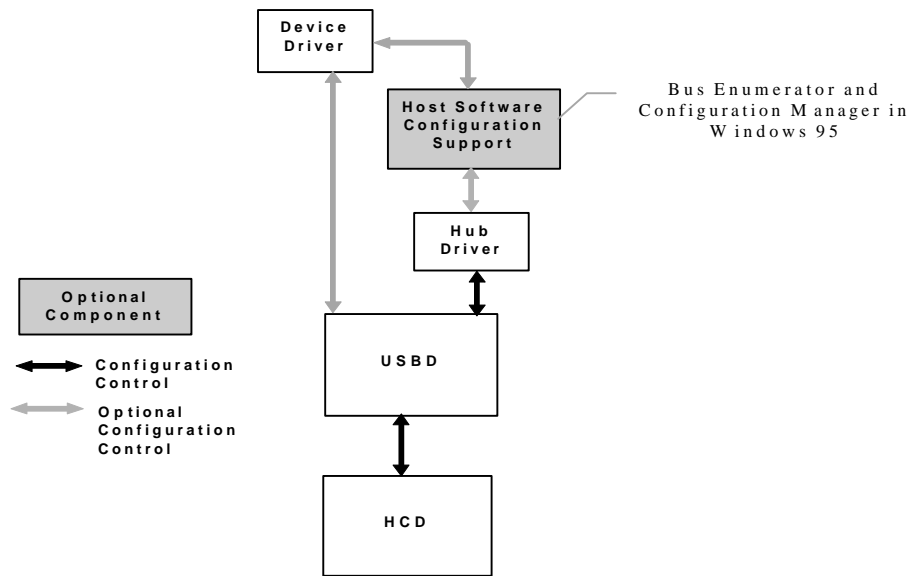 Device
Driver
Host Software
Configuration
Support
Bus Enumerator and
Configuration Manager in
Windows 95
Hub
Driver
Optional
Component
USBD
Configuration
Control
Optional
Configuration
Control
HCD